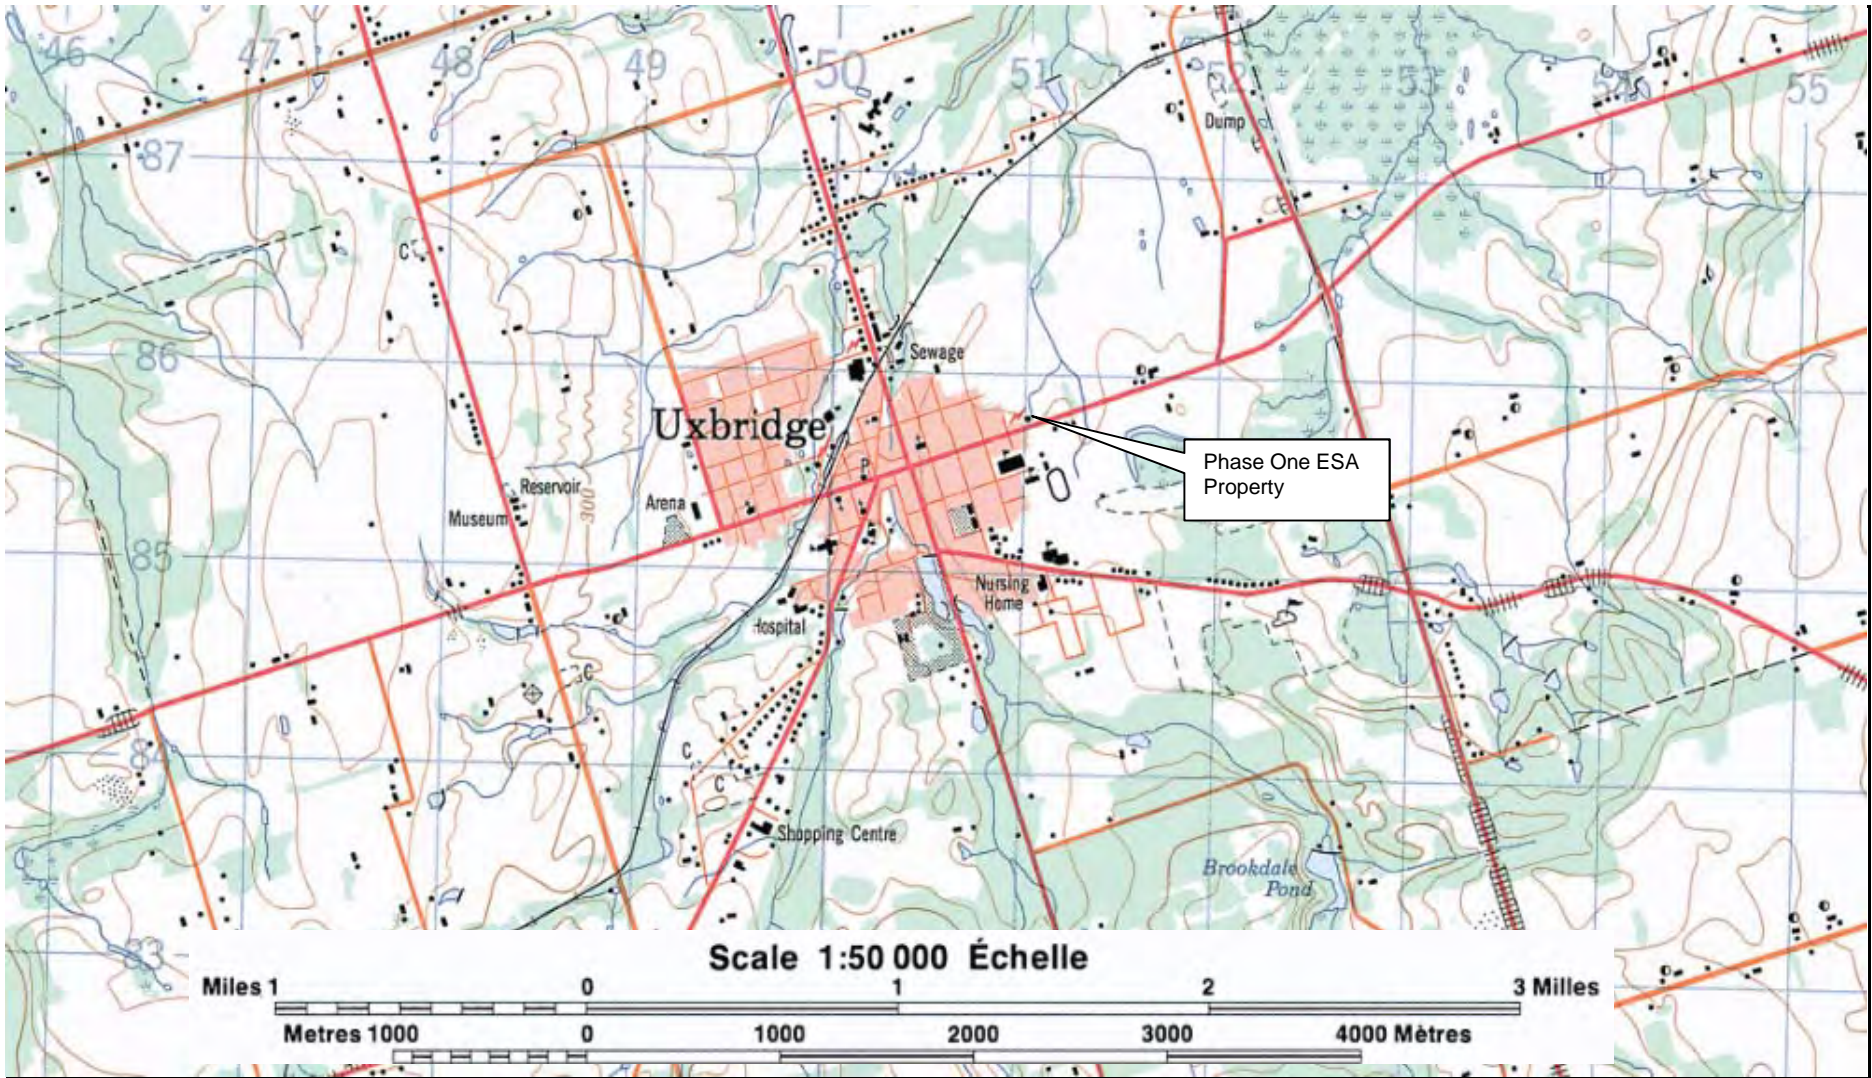 46
47
48
49
50
51
52
53
54
55
Dump
87
C
86
Sewage
Uxbridge
Phase One ESA
Property
P
Reservoir
Arena
Museum
300
85
Nursing
Home
Hospital
C
C
C
Shopping Centre
Brookdale
Pond
Scale 1:50 000 Échelle
Miles 1 0 1 2 3 Milles
Metres 1000 0 1000 2000 3000 4000 Mètres